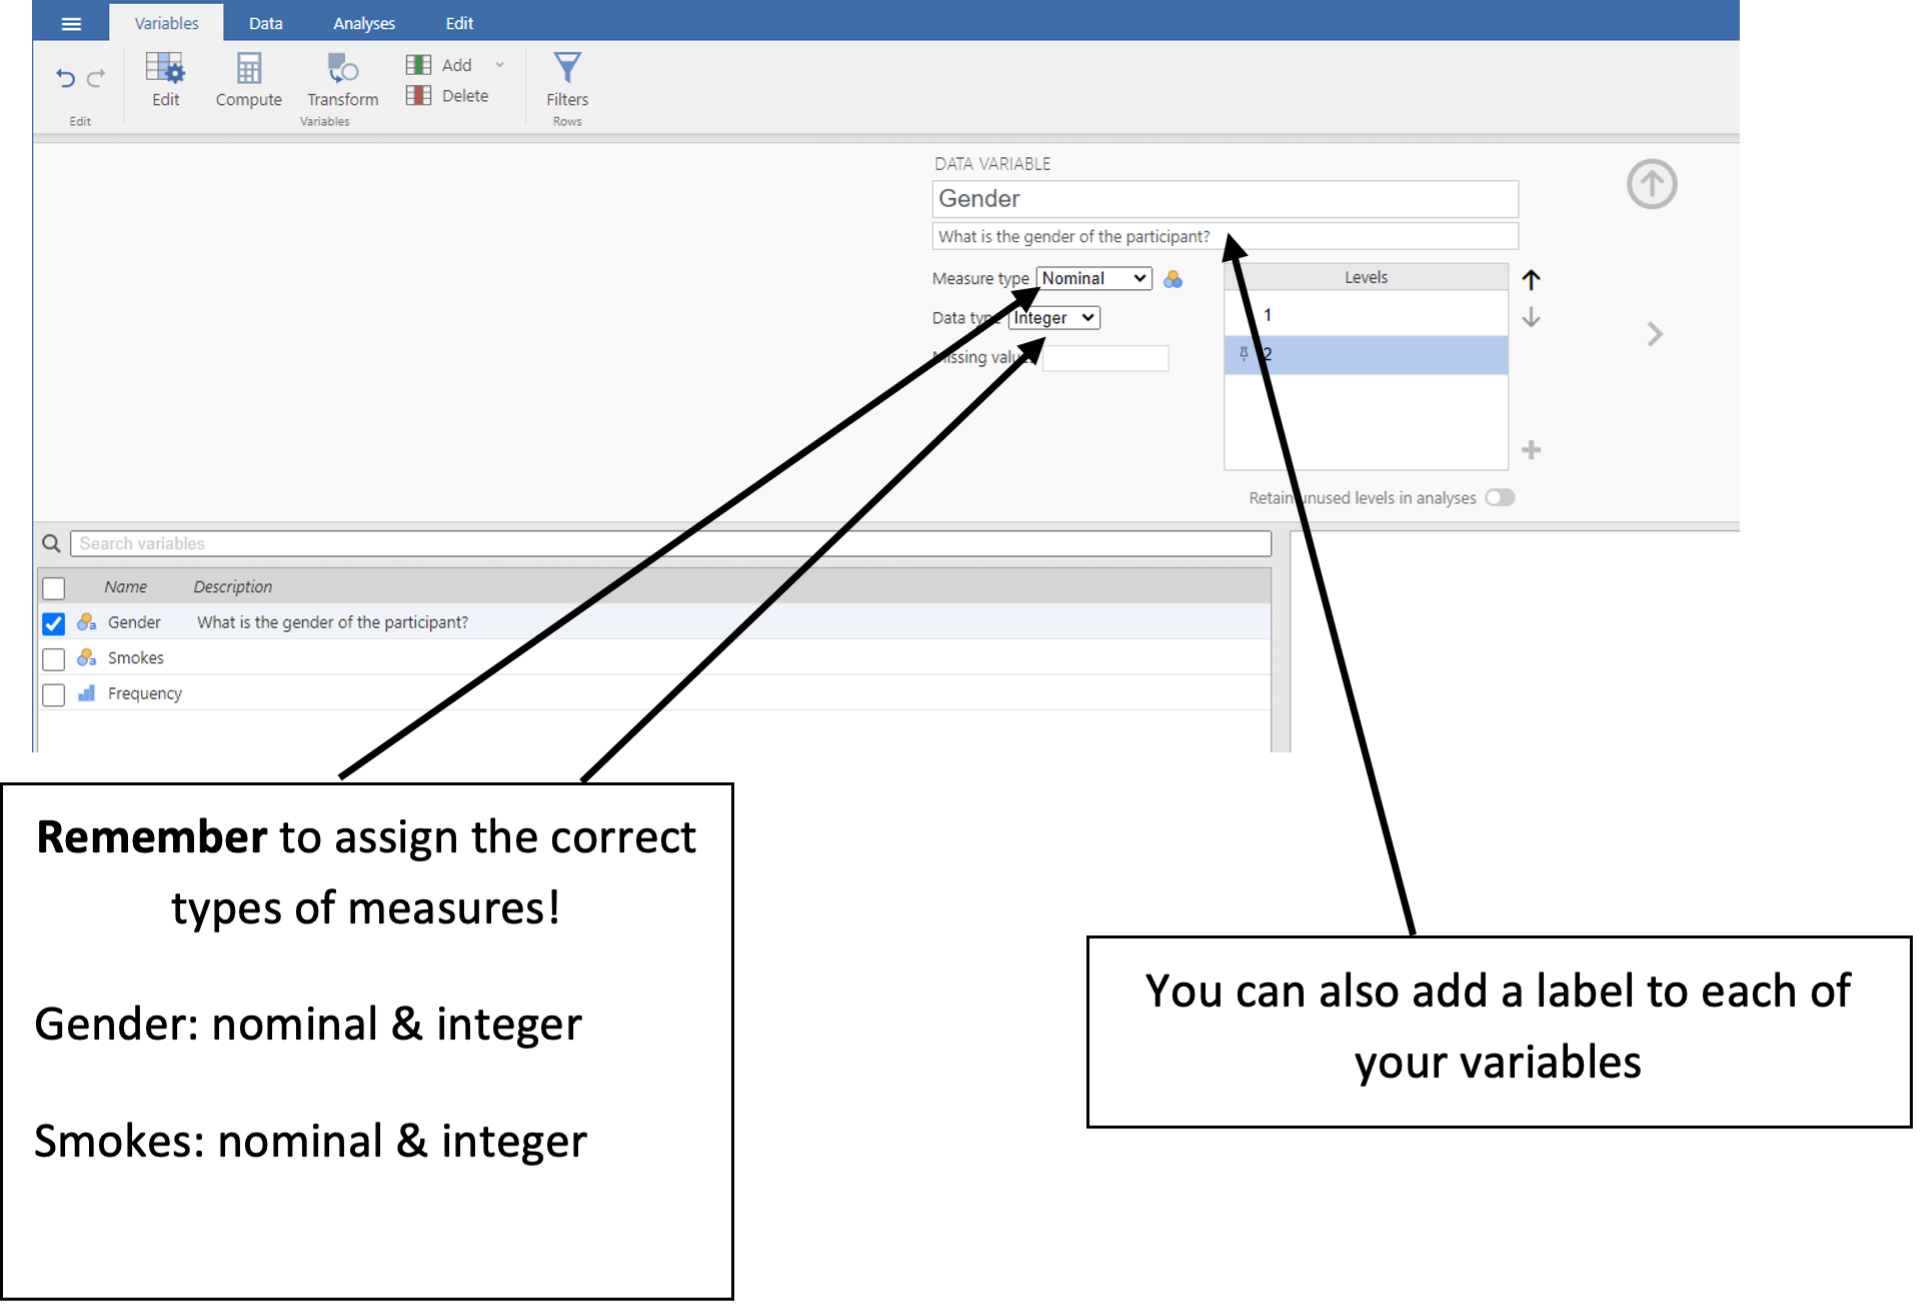 Variables Data Analyses Edit
Edit Compute Transform Add Delete Filters
Edit Variables Rows
DATA VARIABLE
Gender
What is the gender of the participant?
Measure type Nominal
Levels
Data type Integer
1
Missing values
2
Retain unused levels in analyses
Search variables
Name Description
Gender What is the gender of the participant?
Smokes
Frequency
Remember to assign the correct
types of measures!
Gender: nominal & integer
Smokes: nominal & integer
You can also add a label to each of
your variables